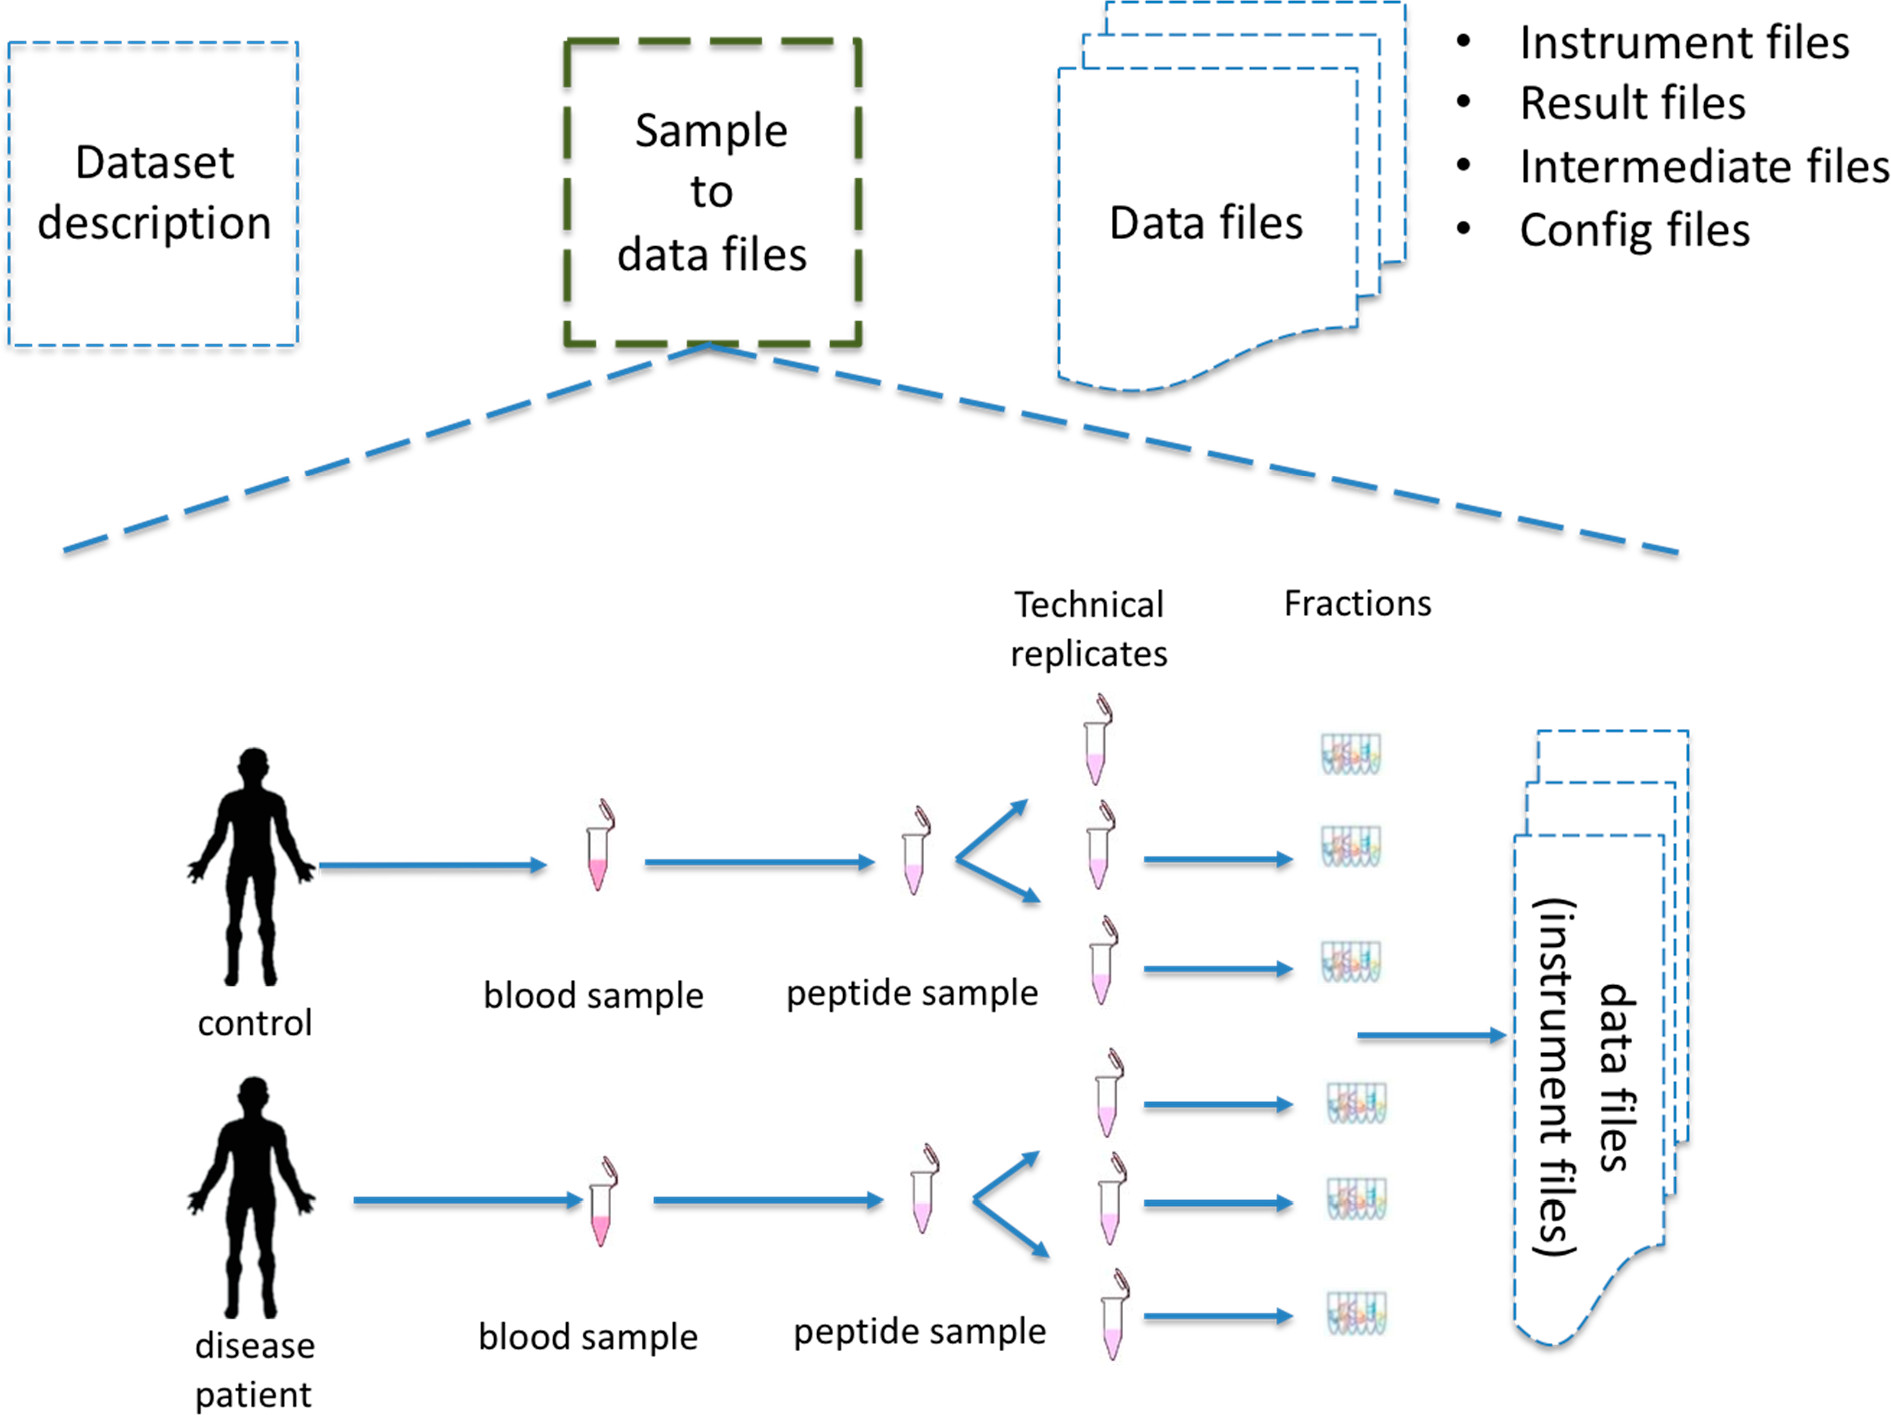 Dataset
description
Sample
to
data files
Data files
• Instrument files
• Result files
• Intermediate files
• Config files
Technical
replicates
Fractions
control
blood sample
peptide sample
data files
(instrument files)
disease
patient
blood sample
peptide sample